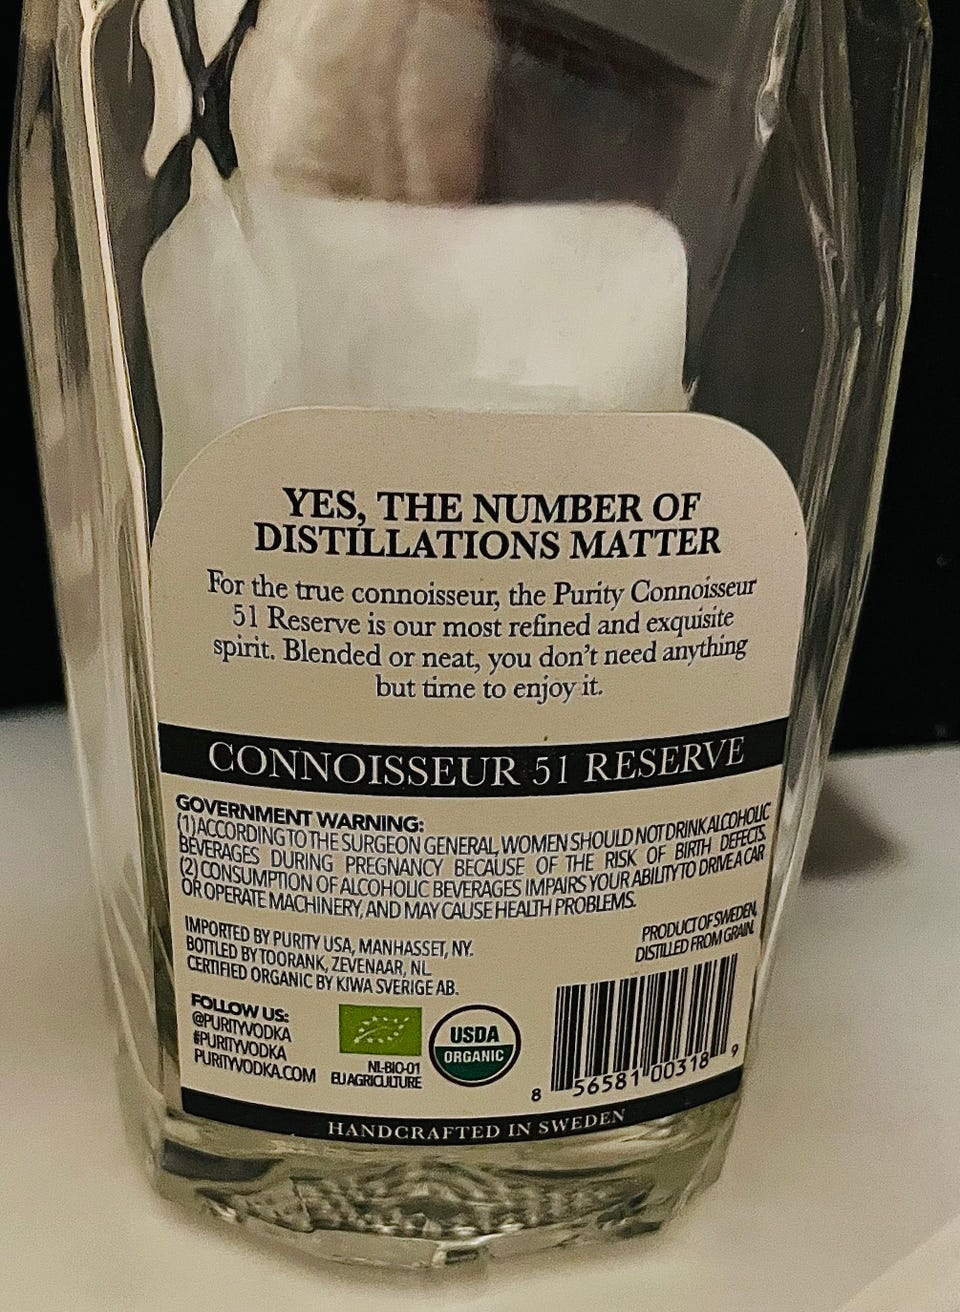 YES, THE NUMBER OF
DISTILLATIONS MATTER
For the true connoisseur, the Purity Connoisseur
51 Reserve is our most refined and exquisite
spirit. Blended or neat, you don't need anything
but time to enjoy it.
CONNOISSEUR 51 RESERVE
GOVERNMENT WARNING:
(1) ACCORDING TO THE SURGEON GENERAL, WOMEN SHOULD NOT DRINK ALCOHOLIC
BEVERAGES DURING PREGNANCY BECAUSE OF THE RISK OF BIRTH DEFECTS.
(2) CONSUMPTION OF ALCOHOLIC BEVERAGES IMPAIRS YOUR ABILITY TO DRIVE A CAR
OR OPERATE MACHINERY, AND MAY CAUSE HEALTH PROBLEMS.
IMPORTED BY PURITY USA, MANHASSET, NY.
BOTTLED BY TOORANK, ZEVENAAR, NL
CERTIFIED ORGANIC BY KIWA SVERIGE AB.
PRODUCT OF SWEDEN,
DISTILLED FROM GRAIN.
FOLLOW US:
@PURITYVODKA
#PURITYVODKA
PURITYVODKA.COM
NL-BIO-01
EU AGRICULTURE
USDA
ORGANIC
8 56581 00318 9
HANDCRAFTED IN SWEDEN